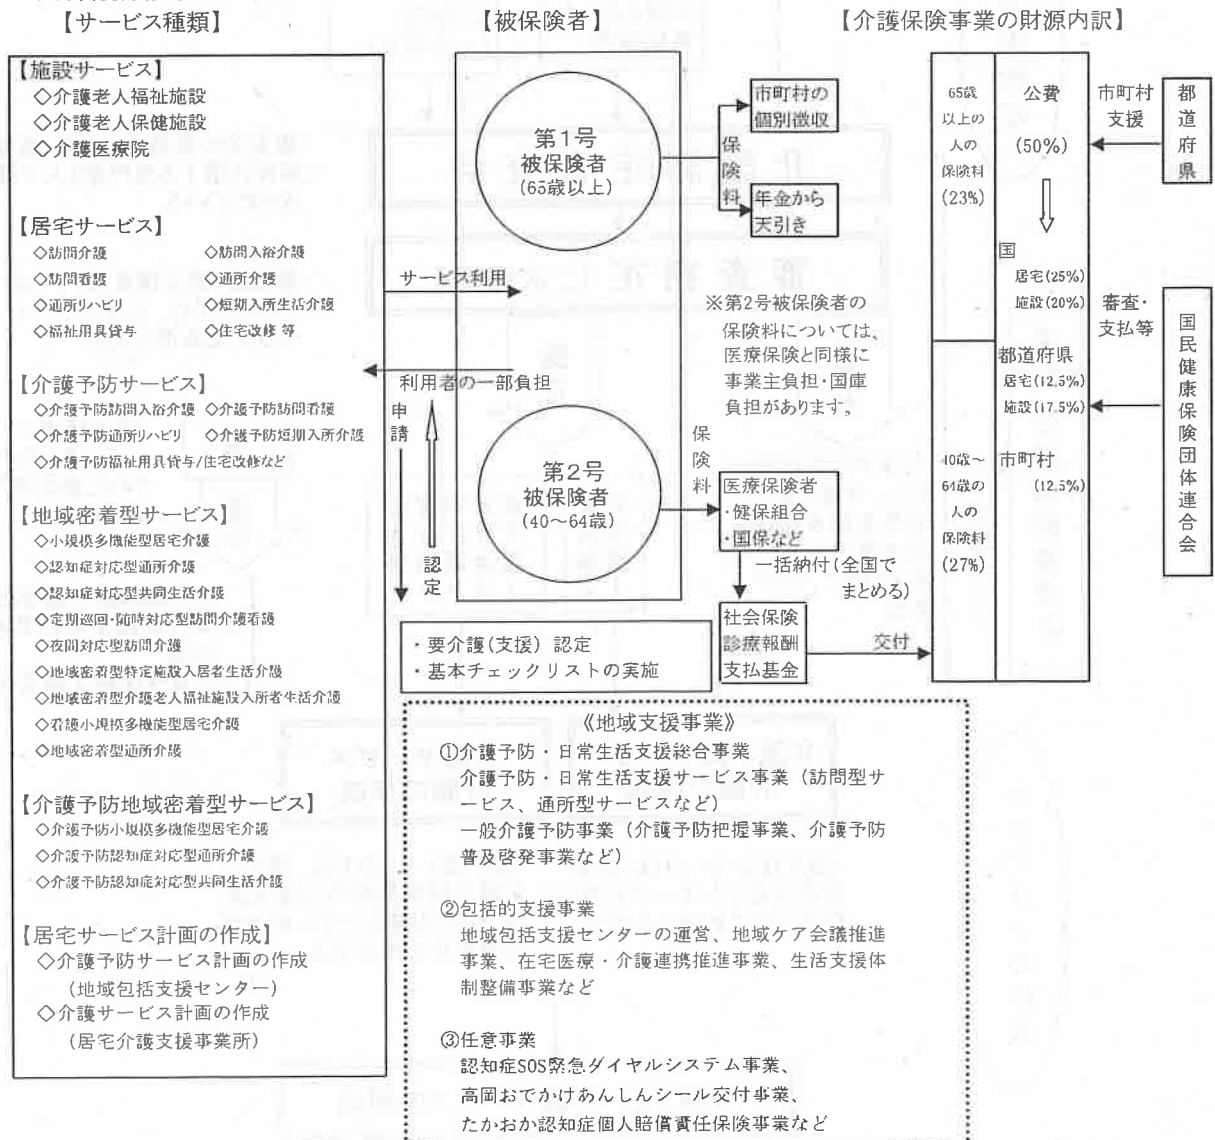 【サービス種類】
【施設サービス】
◇介護老人福祉施設
◇介護老人保健施設
◇介護医療院
【居宅サービス】
◇訪問介護 ◇訪問入浴介護
◇訪問看護 ◇通所介護
◇通所リハビリ ◇短期入所生活介護
◇福祉用具貸与 ◇住宅改修 等
【介護予防サービス】
◇介護予防訪問入浴介護 ◇介護予防訪問看護
◇介護予防通所リハビリ ◇介護予防短期入所介護
◇介護予防福祉用具貸与/住宅改修など
【地域密着型サービス】
◇小規模多機能型居宅介護
◇認知症対応型通所介護
◇認知症対応型共同生活介護
◇定期巡回・随時対応型訪問介護看護
◇夜間対応型訪問介護
◇地域密着型特定施設入居者生活介護
◇地域密着型介護老人福祉施設入所者生活介護
◇看護小規模多機能型居宅介護
◇地域密着型通所介護
【介護予防地域密着型サービス】
◇介護予防小規模多機能型居宅介護
◇介護予防認知症対応型通所介護
◇介護予防認知症対応型共同生活介護
【居宅サービス計画の作成】
◇介護予防サービス計画の作成
(地域包括支援センター)
◇介護サービス計画の作成
(居宅介護支援事業所)
サービス利用
利用者の一部負担
申請
認定
【被保険者】
第1号
被保険者
(65歳以上)
第2号
被保険者
(40〜64歳)
・要介護(支援) 認定
・基本チェックリストの実施
保険料
市町村の
個別徴収
年金から
天引き
※第2号被保険者の
保険料については、
医療保険と同様に
事業主負担・国庫
負担があります。
保険料
医療保険者
・健保組合
・国保など
一括納付(全国で
まとめる)
社会保険
診療報酬
支払基金
交付
【介護保険事業の財源内訳】
65歳
以上の
人の
保険料
(23%)
40歳〜
64歳の
人の
保険料
(27%)
公費
(50%)
国
居宅(25%)
施設(20%)
都道府県
居宅(12.5%)
施設(17.5%)
市町村
(12.5%)
市町村
支援
都道府県
審査・
支払等
国民健康保険団体連合会
《地域支援事業》
①介護予防・日常生活支援総合事業
介護予防・日常生活支援サービス事業(訪問型サ
ービス、通所型サービスなど)
一般介護予防事業(介護予防把握事業、介護予防
普及啓発事業など)
②包括的支援事業
地域包括支援センターの運営、地域ケア会議推進
事業、在宅医療・介護連携推進事業、生活支援体
制整備事業など
③任意事業
認知症SOS緊急ダイヤルシステム事業、
高岡おでかけあんしんシール交付事業、
たかおか認知症個人賠償責任保険事業など